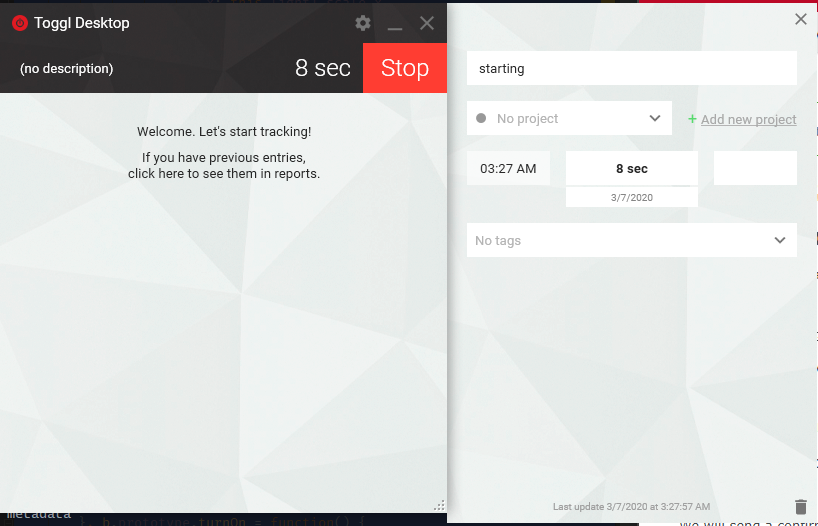 Toggl Desktop
(no description)
8 sec
Stop
Welcome. Let's start tracking!
If you have previous entries,
click here to see them in reports.
starting
No project
+ Add new project
03:27 AM
8 sec
3/7/2020
No tags
Last update 3/7/2020 at 3:27:57 AM
metadata
}, b.prototype.turnOn = function() {
we will send a confirm